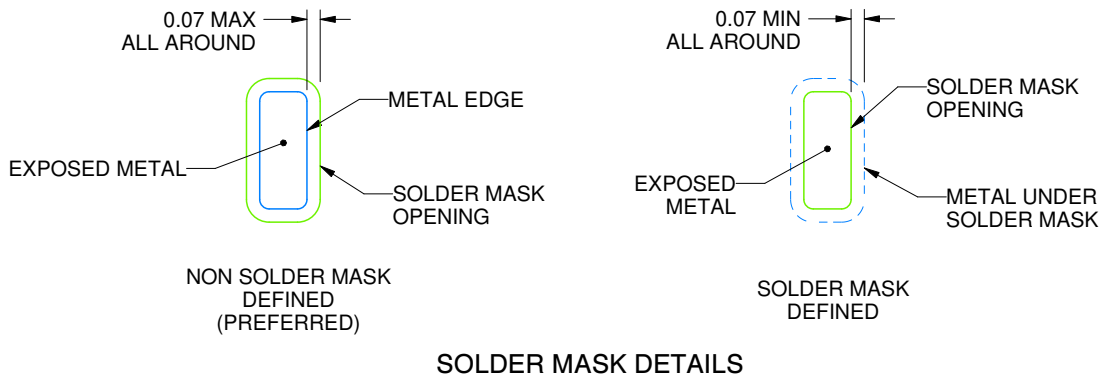 0.07 MAX
ALL AROUND
METAL EDGE
EXPOSED METAL
SOLDER MASK
OPENING
NON SOLDER MASK
DEFINED
(PREFERRED)
0.07 MIN
ALL AROUND
SOLDER MASK
OPENING
EXPOSED
METAL
METAL UNDER
SOLDER MASK
SOLDER MASK
DEFINED
SOLDER MASK DETAILS